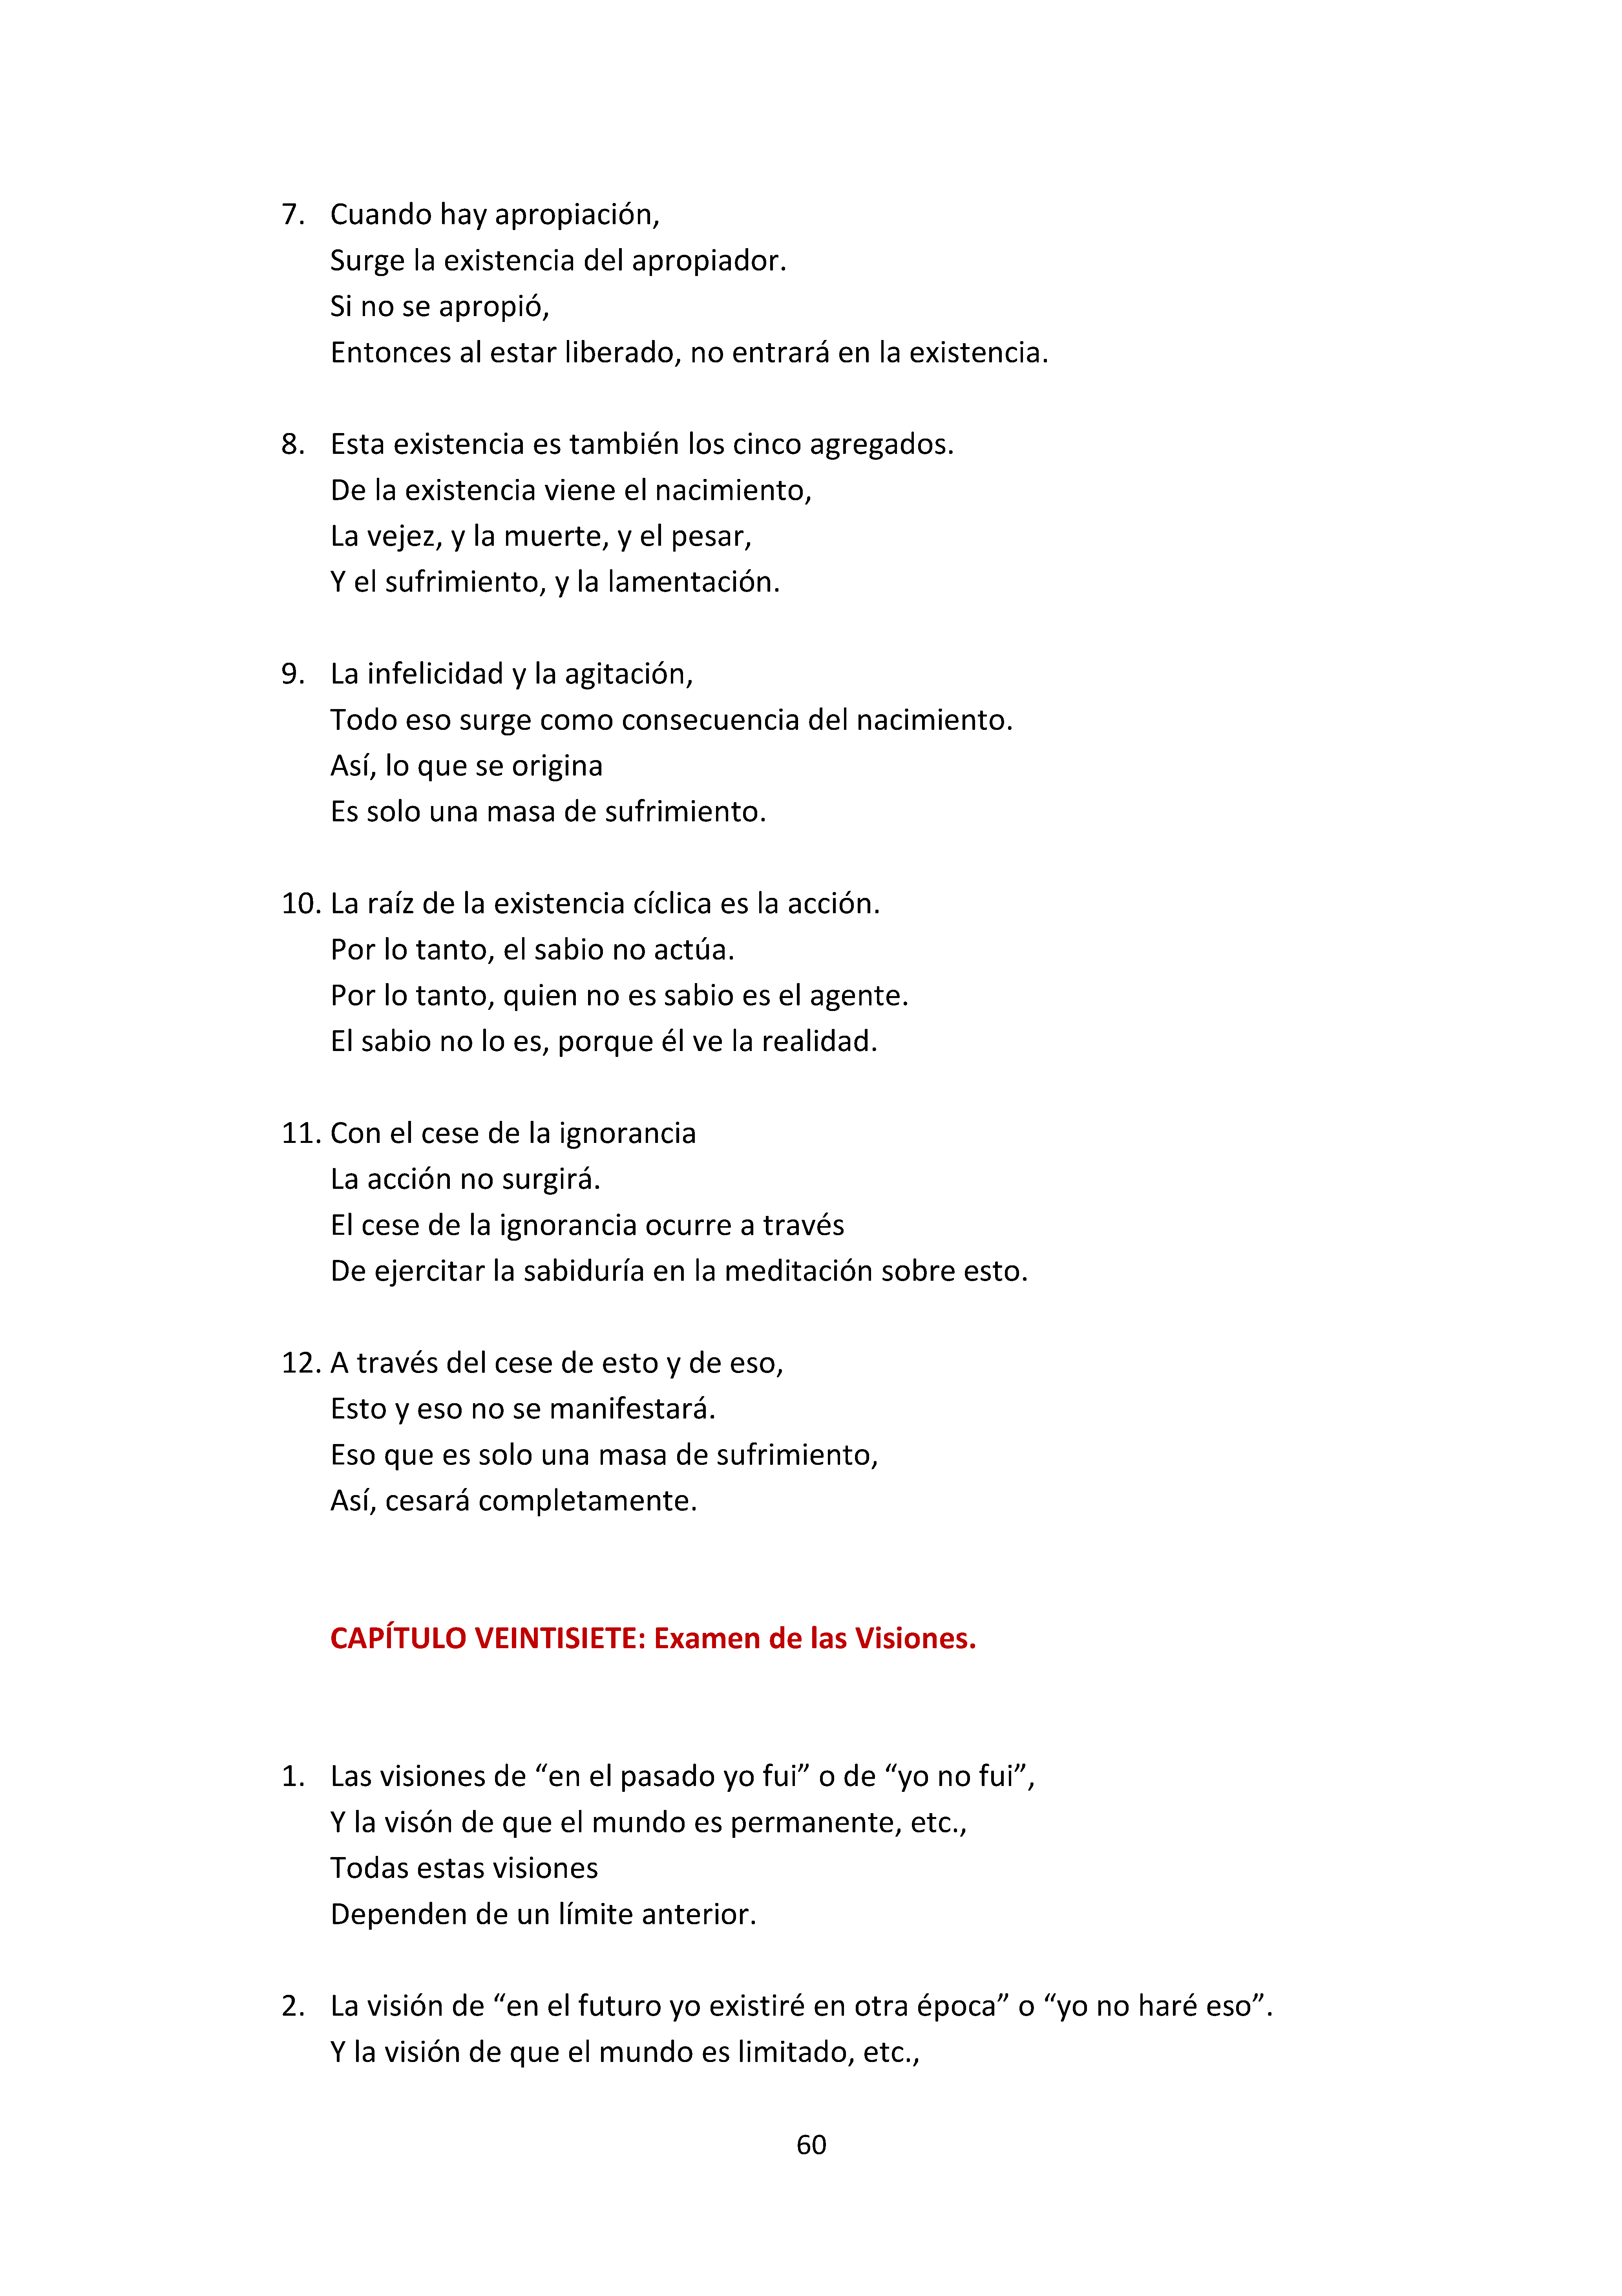 7. Cuando hay apropiación,
Surge la existencia del apropiador.
Si no se apropió,
Entonces al estar liberado, no entrará en la existencia.
8. Esta existencia es también los cinco agregados.
De la existencia viene el nacimiento,
La vejez, y la muerte, y el pesar,
Y el sufrimiento, y la lamentación.
9. La infelicidad y la agitación,
Todo eso surge como consecuencia del nacimiento.
Así, lo que se origina
Es solo una masa de sufrimiento.
10. La raíz de la existencia cíclica es la acción.
Por lo tanto, el sabio no actúa.
Por lo tanto, quien no es sabio es el agente.
El sabio no lo es, porque él ve la realidad.
11. Con el cese de la ignorancia
La acción no surgirá.
El cese de la ignorancia ocurre a través
De ejercitar la sabiduría en la meditación sobre esto.
12. A través del cese de esto y de eso,
Esto y eso no se manifestará.
Eso que es solo una masa de sufrimiento,
Así, cesará completamente.
CAPÍTULO VEINTISIETE: Examen de las Visiones.
1. Las visiones de “en el pasado yo fui” o de “yo no fui”,
Y la visón de que el mundo es permanente, etc.,
Todas estas visiones
Dependen de un límite anterior.
2. La visión de “en el futuro yo existiré en otra época” o “yo no haré eso”.
Y la visión de que el mundo es limitado, etc.,
60